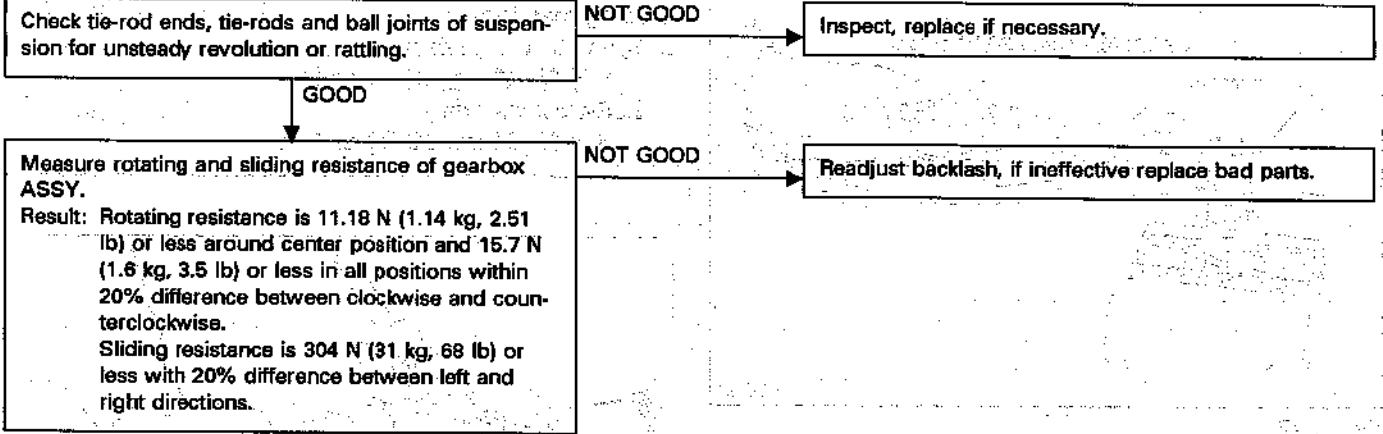 Check tie-rod ends, tie-rods and ball joints of suspen-
sion for unsteady revolution or rattling.
NOT GOOD
Inspect, replace if necessary.
GOOD
Measure rotating and sliding resistance of gearbox
ASSY.
Result: Rotating resistance is 11.18 N (1.14 kg, 2.51
lb) or less around center position and 15.7 N
(1.6 kg, 3.5 lb) or less in all positions within
20% difference between clockwise and coun-
terclockwise.
Sliding resistance is 304 N (31 kg, 68 lb) or
less with 20% difference between left and
right directions.
NOT GOOD
Readjust backlash, if ineffective replace bad parts.